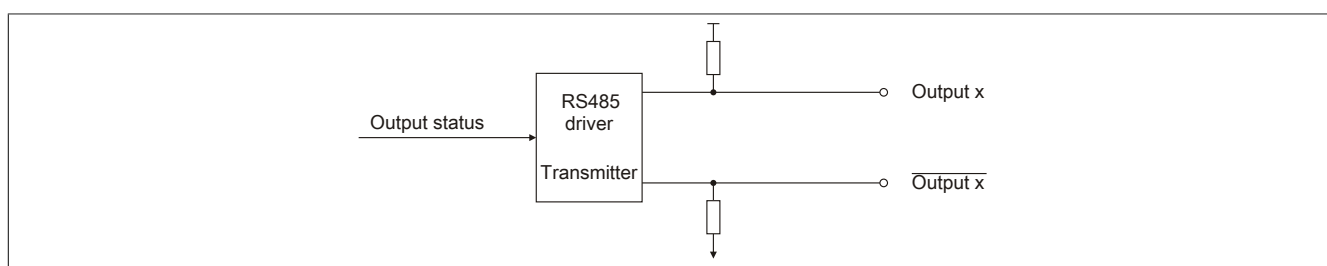 Output status
RS485
driver
Transmitter
Output x
Output x